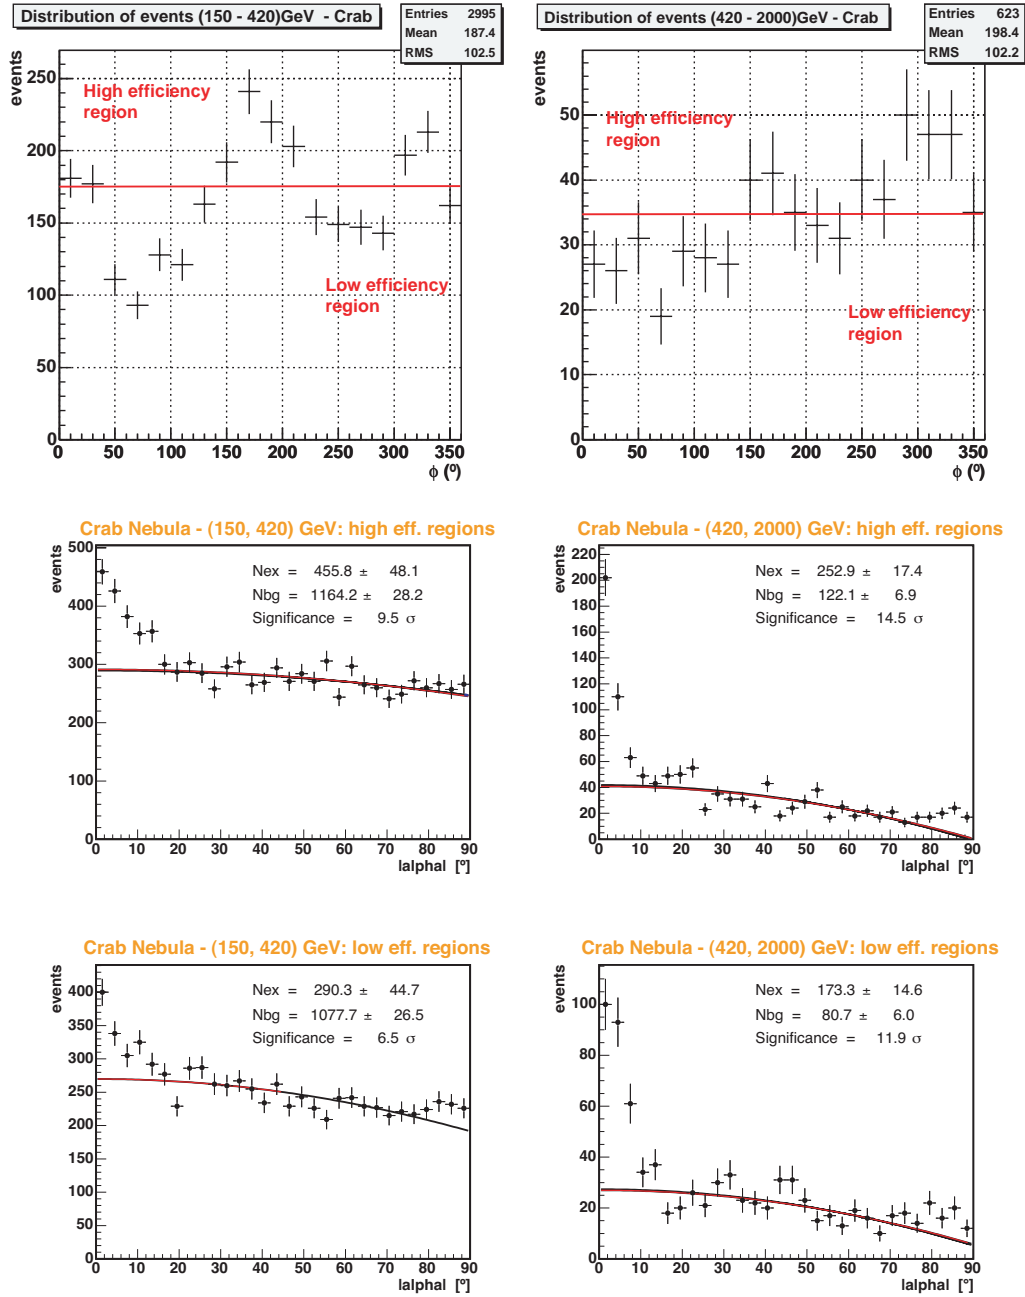 Distribution of events (150 - 420)GeV - Crab
Entries 2995
Mean 187.4
RMS 102.5
events
250
200
150
100
50
0
High efficiency
region
Low efficiency
region
0 50 100 150 200 250 300 350
ϕ (º)
Distribution of events (420 - 2000)GeV - Crab
Entries 623
Mean 198.4
RMS 102.2
events
50
40
30
20
10
0
High efficiency
region
Low efficiency
region
0 50 100 150 200 250 300 350
ϕ (º)
Crab Nebula - (150, 420) GeV: high eff. regions
events
500
400
300
200
100
0
Nex = 455.8 ± 48.1
Nbg = 1164.2 ± 28.2
Significance = 9.5 σ
0 10 20 30 40 50 60 70 80 90
lalphal [º]
Crab Nebula - (420, 2000) GeV: high eff. regions
events
220
200
180
160
140
120
100
80
60
40
20
0
Nex = 252.9 ± 17.4
Nbg = 122.1 ± 6.9
Significance = 14.5 σ
0 10 20 30 40 50 60 70 80 90
lalphal [º]
Crab Nebula - (150, 420) GeV: low eff. regions
events
400
350
300
250
200
150
100
50
0
Nex = 290.3 ± 44.7
Nbg = 1077.7 ± 26.5
Significance = 6.5 σ
0 10 20 30 40 50 60 70 80 90
lalphal [º]
Crab Nebula - (420, 2000) GeV: low eff. regions
events
100
80
60
40
20
0
Nex = 173.3 ± 14.6
Nbg = 80.7 ± 6.0
Significance = 11.9 σ
0 10 20 30 40 50 60 70 80 90
lalphal [º]